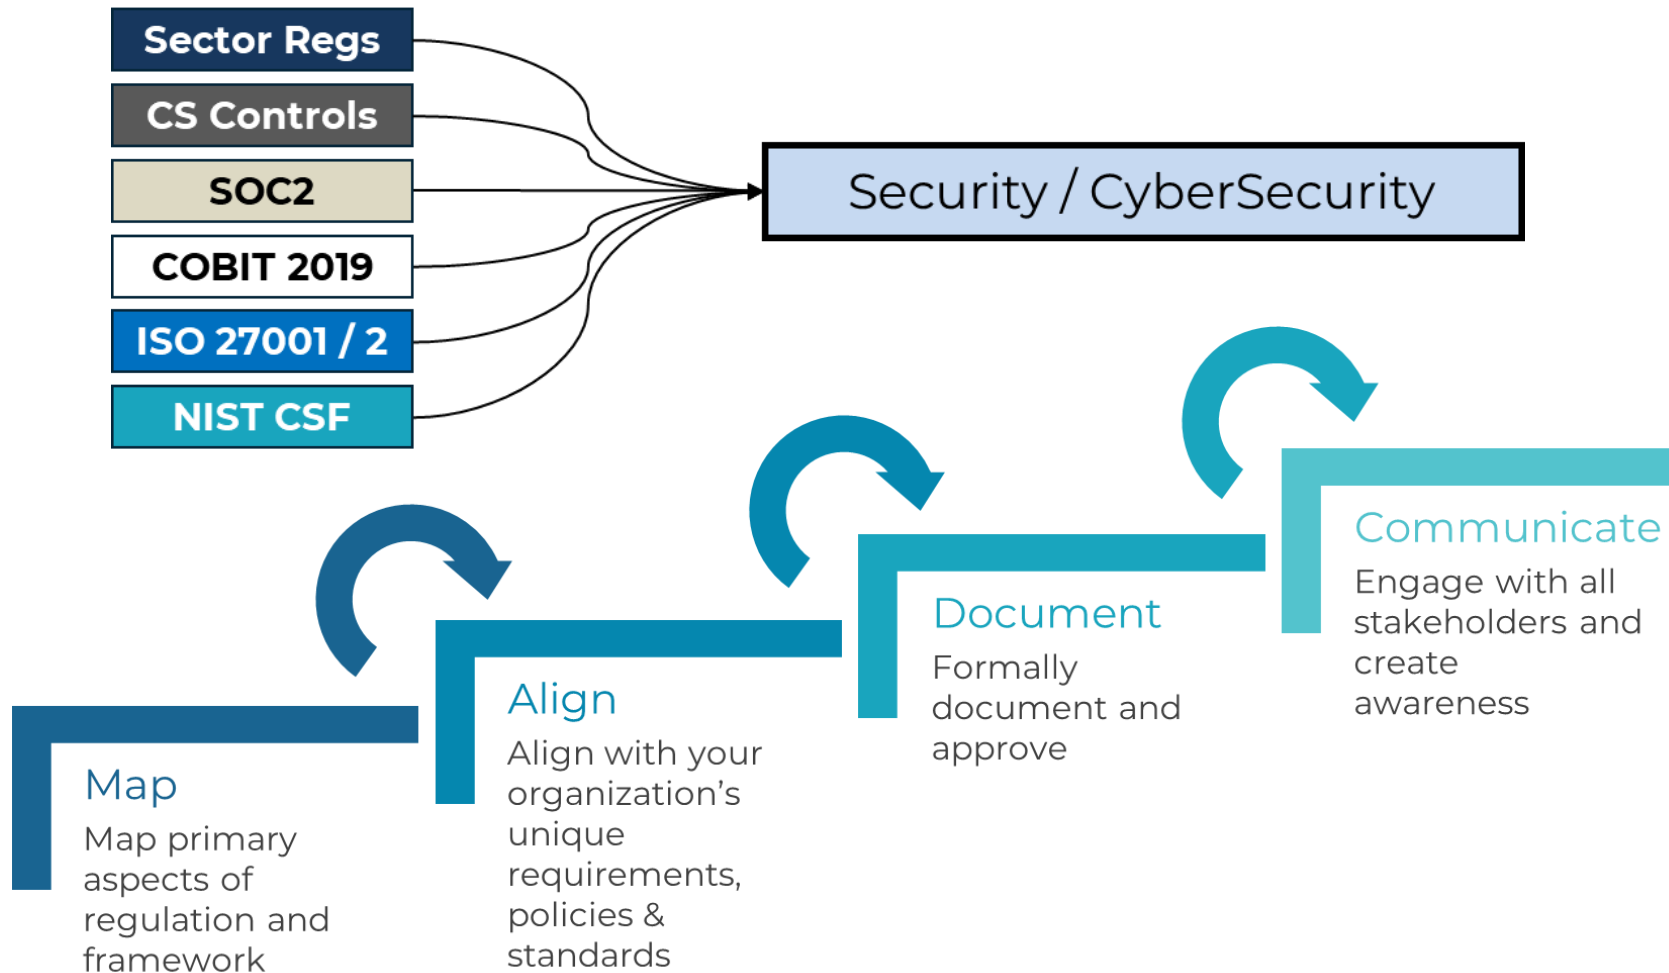 Sector Regs
CS Controls
SOC2
COBIT 2019
ISO 27001 / 2
NIST CSF
Security / CyberSecurity
Map
Map primary
aspects of
regulation and
framework
Align
Align with your
organization’s
unique
requirements,
policies &
standards
Document
Formally
document and
approve
Communicate
Engage with all
stakeholders and
create
awareness